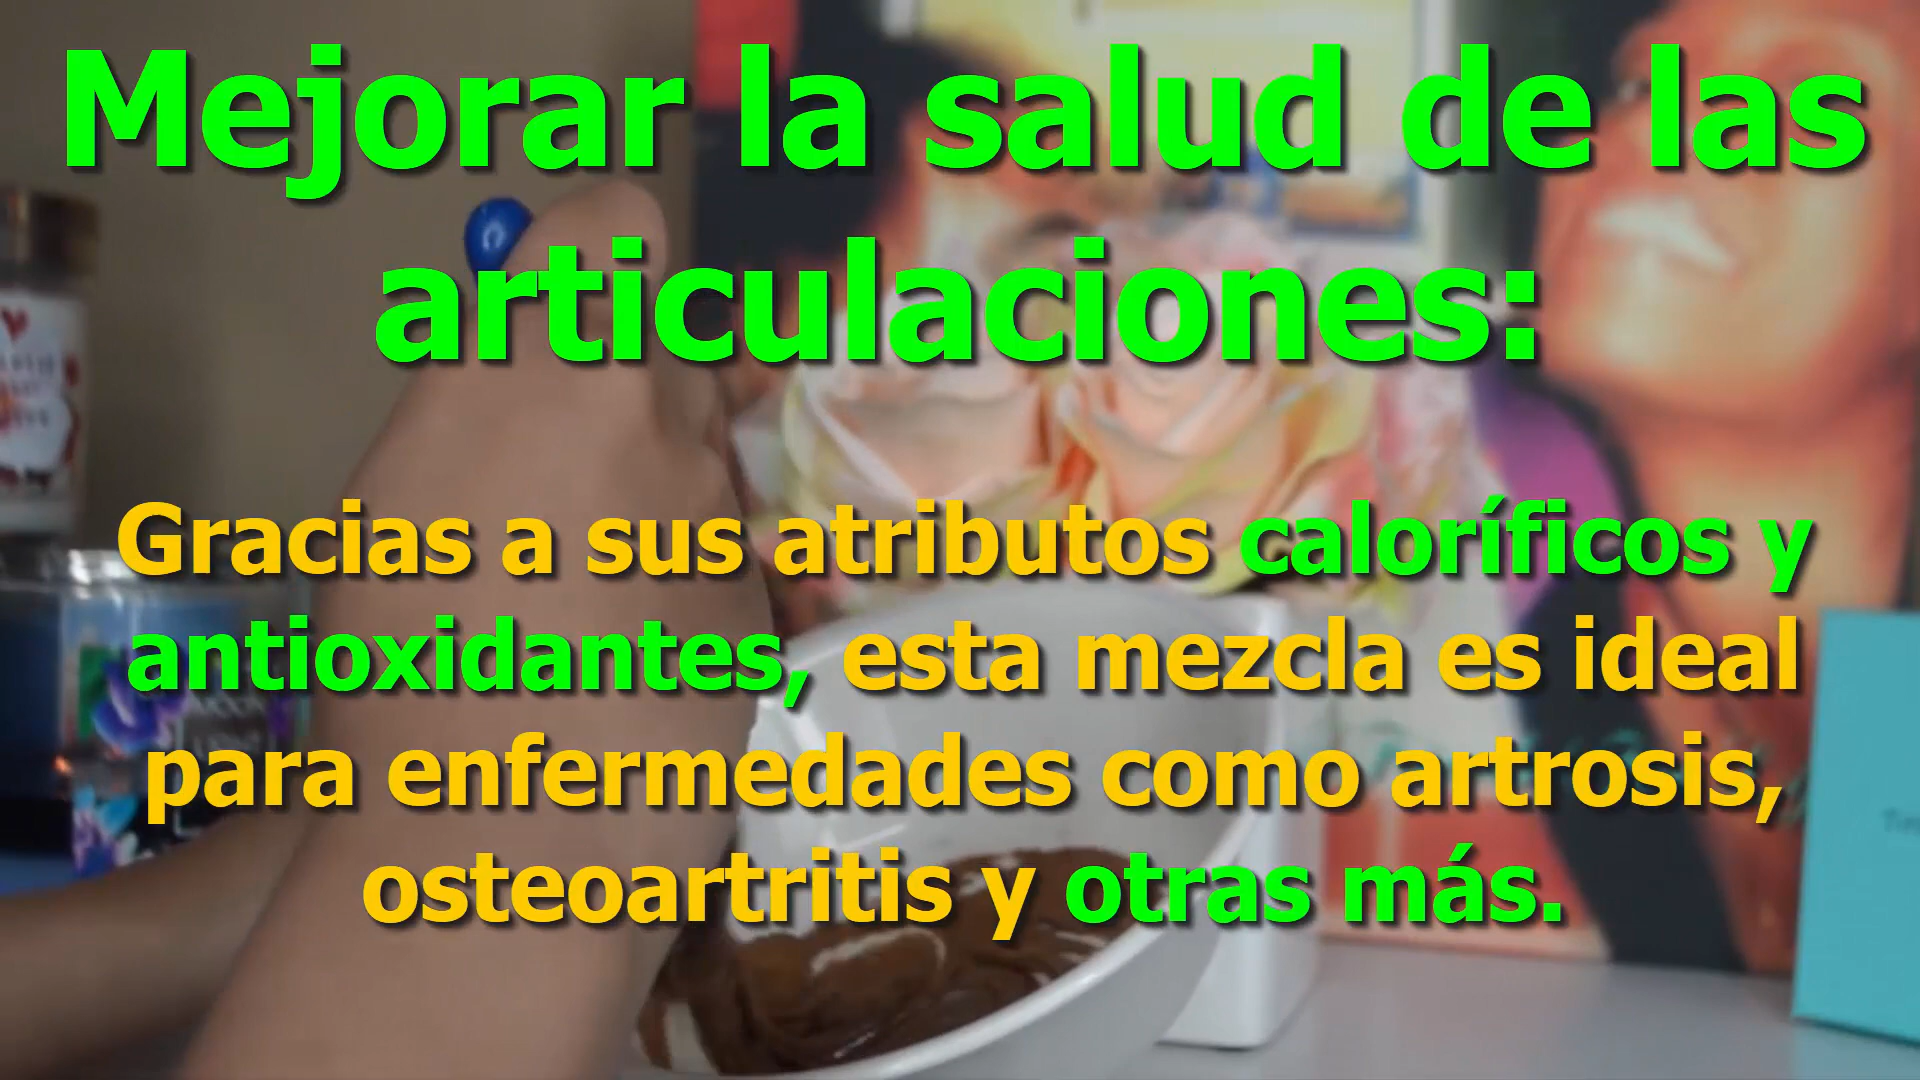 Mejorar la salud de las
articulaciones:
Gracias a sus atributos caloríficos y
antioxidantes, esta mezcla es ideal
para enfermedades como artrosis,
osteoartritis y otras más.